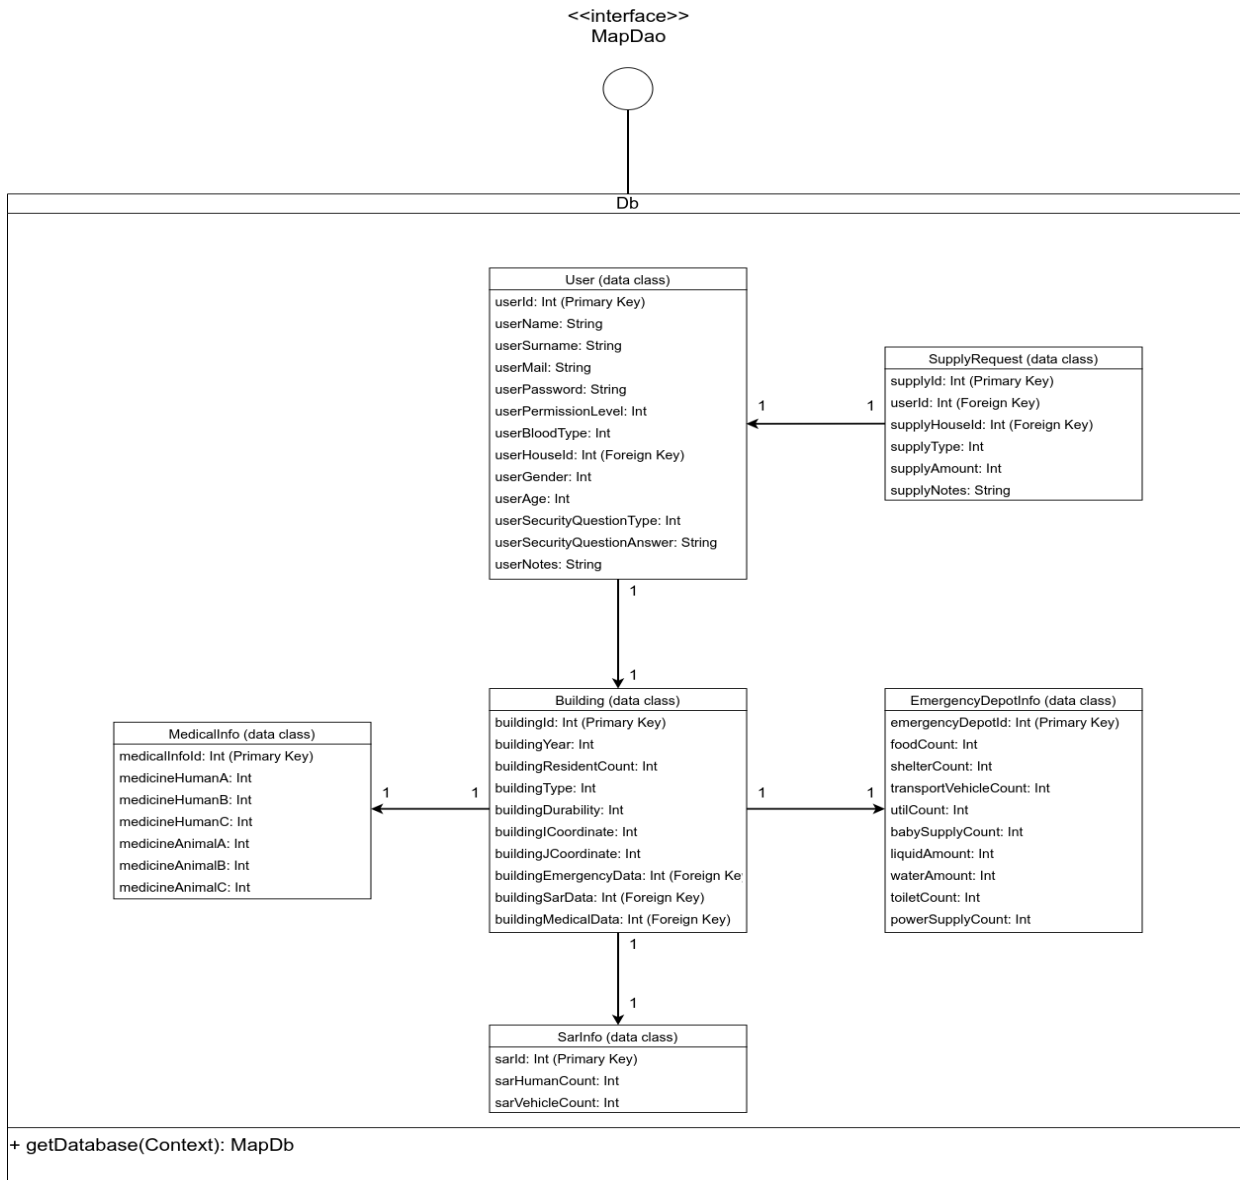 <<interface>>
MapDao
Db
User (data class)
userId: Int (Primary Key)
userName: String
userSurname: String
userMail: String
userPassword: String
userPermissionLevel: Int
userBloodType: Int
userHouseId: Int (Foreign Key)
userGender: Int
userAge: Int
userSecurityQuestionType: Int
userSecurityQuestionAnswer: String
userNotes: String
1
1
SupplyRequest (data class)
supplyId: Int (Primary Key)
userId: Int (Foreign Key)
supplyHouseId: Int (Foreign Key)
supplyType: Int
supplyAmount: Int
supplyNotes: String
1
1
MedicalInfo (data class)
medicalInfoId: Int (Primary Key)
medicineHumanA: Int
medicineHumanB: Int
medicineHumanC: Int
medicineAnimalA: Int
medicineAnimalB: Int
medicineAnimalC: Int
1
1
Building (data class)
buildingId: Int (Primary Key)
buildingYear: Int
buildingResidentCount: Int
buildingType: Int
buildingDurability: Int
buildingICoordinate: Int
buildingJCoordinate: Int
buildingEmergencyData: Int (Foreign Ke
buildingSarData: Int (Foreign Key)
buildingMedicalData: Int (Foreign Key)
1
1
EmergencyDepotInfo (data class)
emergencyDepotId: Int (Primary Key)
foodCount: Int
shelterCount: Int
transportVehicleCount: Int
utilCount: Int
babySupplyCount: Int
liquidAmount: Int
waterAmount: Int
toiletCount: Int
powerSupplyCount: Int
1
1
SarInfo (data class)
sarId: Int (Primary Key)
sarHumanCount: Int
sarVehicleCount: Int
+ getDatabase(Context): MapDb